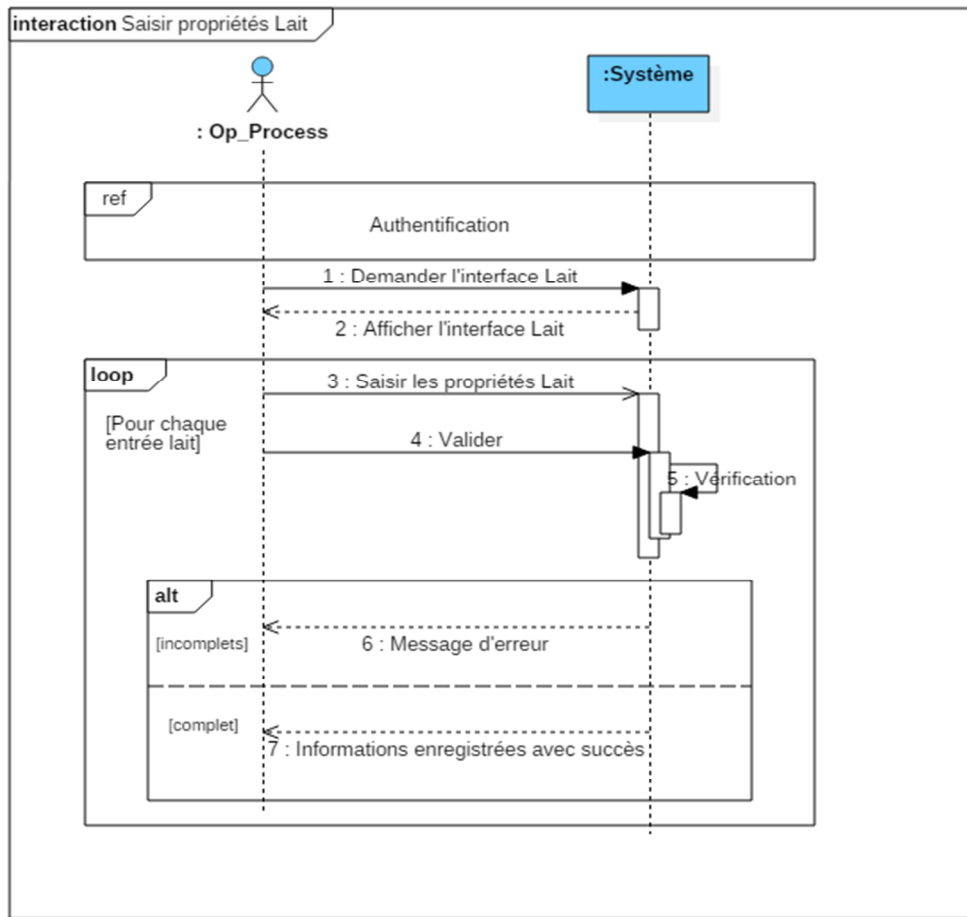 interaction Saisir propriétés Lait
:Système
: Op_Process
ref
Authentification
1 : Demander l'interface Lait
2 : Afficher l'interface Lait
loop
3 : Saisir les propriétés Lait
[Pour chaque
entrée lait]
4 : Valider
5 : Vérification
alt
[incomplets]
6 : Message d'erreur
[complet]
7 : Informations enregistrées avec succès